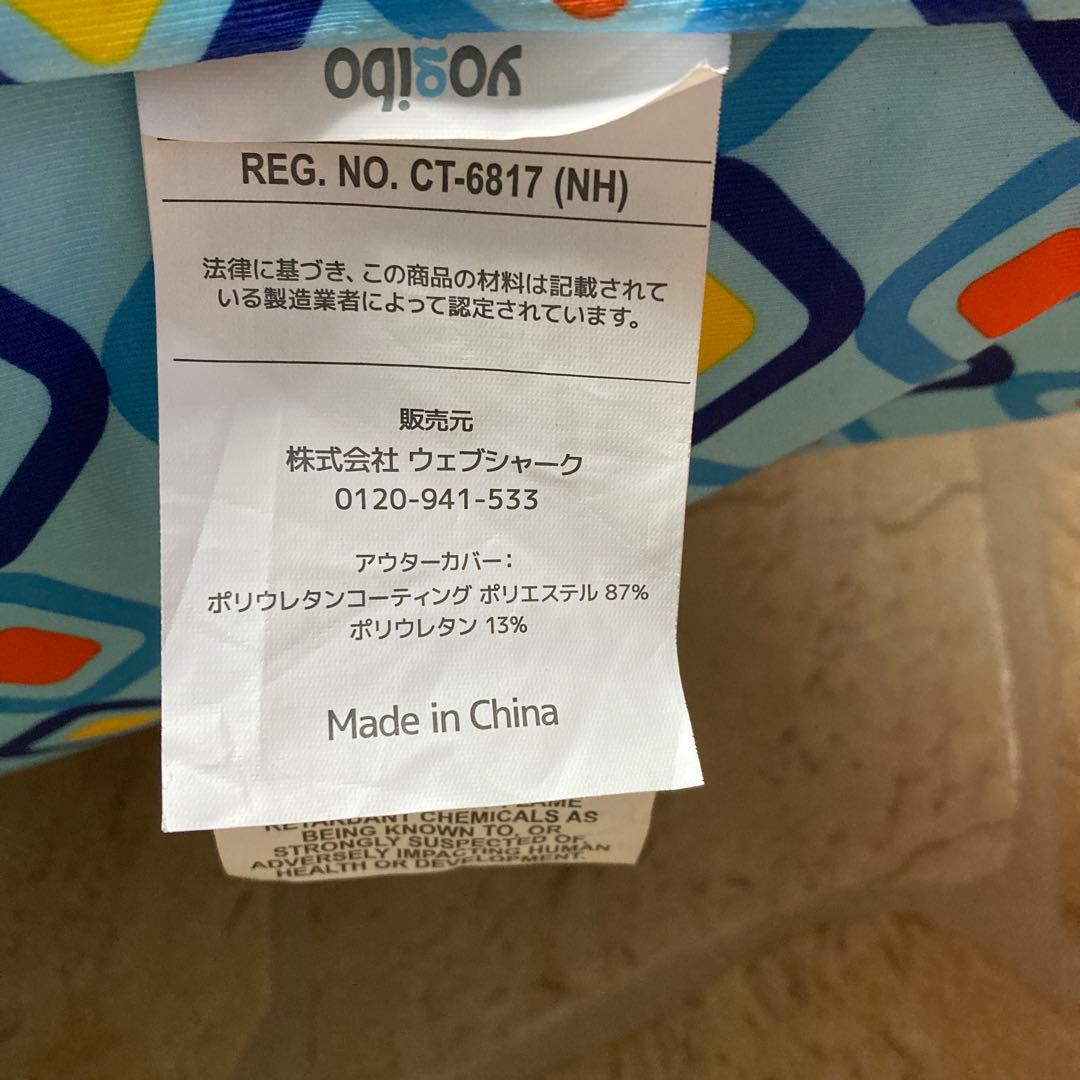 yogibo
REG. NO. CT-6817 (NH)
法律に基づき、この商品の材料は記載されて
いる製造業者によって認定されています。
販売元
株式会社 ウェブシャーク
0120-941-533
アウターカバー：
ポリウレタンコーティング ポリエステル 87%
ポリウレタン 13%
Made in China
FLAME
RETARDANT CHEMICALS AS
BEING KNOWN TO, OR
STRONGLY SUSPECTED OF,
ADVERSELY IMPACTING HUMAN
HEALTH OR DEVELOPMENT.